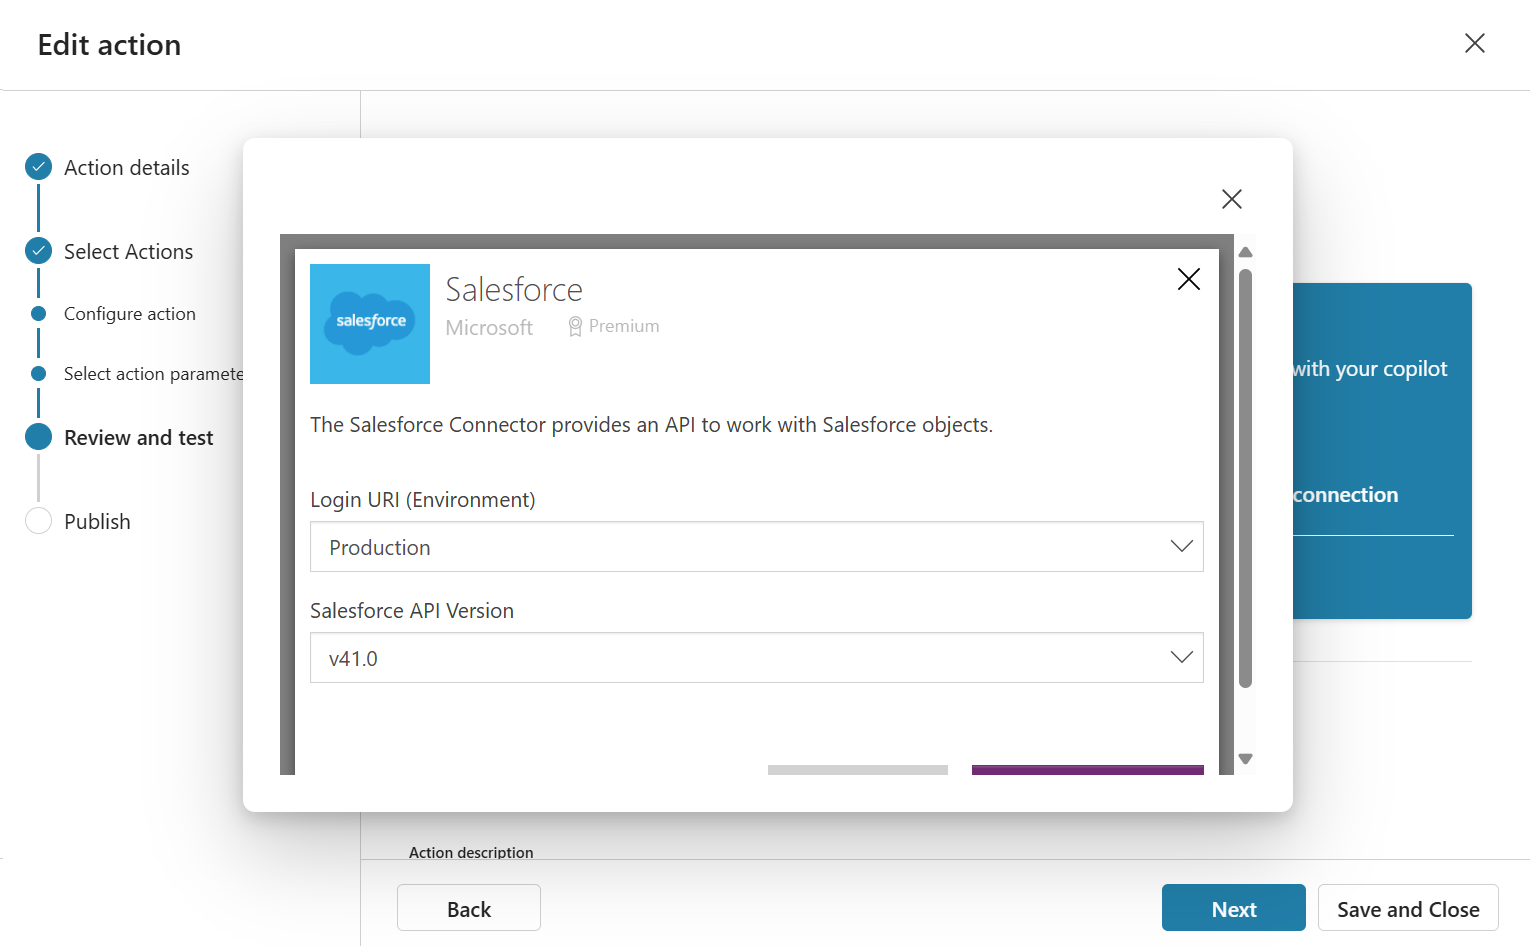 Edit action
Action details
Select Actions
Configure action
Select action paramete
Review and test
Publish
salesforce
Salesforce
Microsoft Premium
The Salesforce Connector provides an API to work with Salesforce objects.
Login URI (Environment)
Production
Salesforce API Version
v41.0
with your copilot
connection
Action description
Back
Next
Save and Close